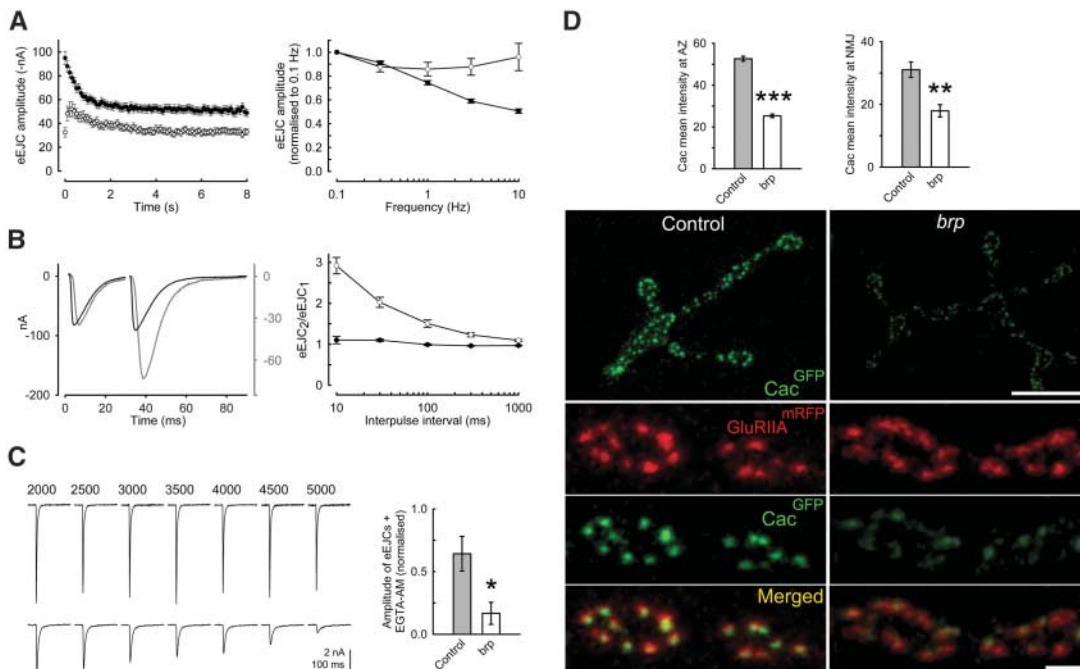 A
eEJC amplitude (-nA)
100
80
60
40
20
0
0 2 4 6 8
Time (s)
eEJC amplitude
(normalised to 0.1 Hz)
1.0
0.8
0.6
0.4
0.2
0.0
0.1 1 10
Frequency (Hz)
B
nA
0
-100
-200
0
-30
-60
0 20 40 60 80
Time (ms)
eEJC2/eEJC1
3
2
1
10 100 1000
Interpulse interval (ms)
C
2000 2500 3000 3500 4000 4500 5000
2 nA
100 ms
Amplitude of eEJCs +
EGTA-AM (normalised)
1.0
0.5
0.0
*
Control brp
D
Cac mean intensity at AZ
60
40
20
0
***
Control brp
Cac mean intensity at NMJ
40
20
0
**
Control brp
Control
brp
Cac GFP
GluRIIA mRFP
Cac GFP
Merged